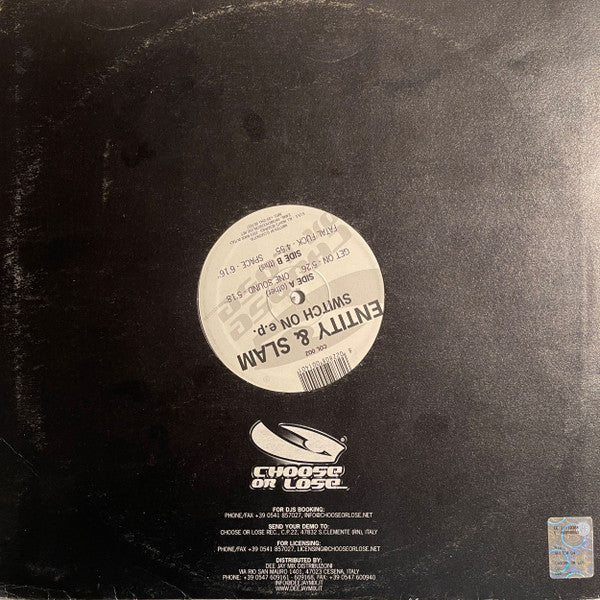 ENTITY & SLAM
SWITCH ON e.p.
COL 002
SIDE A (other)
GET ON - 5:26 ONE SOUND - 5:18
SIDE B (this)
FATAL FUCK - 4:55 SPACE - 6:16
CHOOSE
OR LOSE
FOR DJS BOOKING:
PHONE/FAX +39 0541 857027, INFO@CHOOSEORLOSE.NET
SEND YOUR DEMO TO:
CHOOSE OR LOSE REC., C.P.22, 47832 S.CLEMENTE (RN), ITALY
FOR LICENSING:
PHONE/FAX +39 0541 857027, LICENSING@CHOOSEORLOSE.NET
DISTRIBUTED BY:
DEE JAY MIX DISTRIBUZIONI
VIA RIO SAN MAURO 1401, 47023 CESENA, ITALY
PHONE: +39 0547 609161 - 609168, FAX: +39 0547 600940
INFO@DEEJAYMIX.IT
WWW.DEEJAYMIX.IT